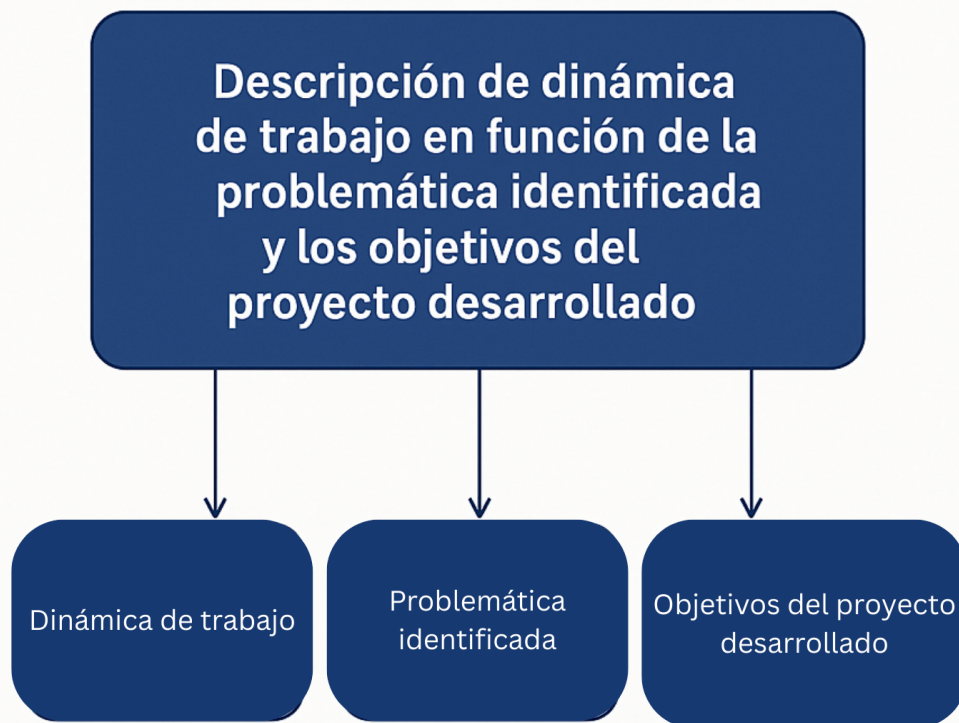 Descripción de dinámica
de trabajo en función de la
problemática identificada
y los objetivos del
proyecto desarrollado
Dinámica de trabajo
Problemática
identificada
Objetivos del proyecto
desarrollado